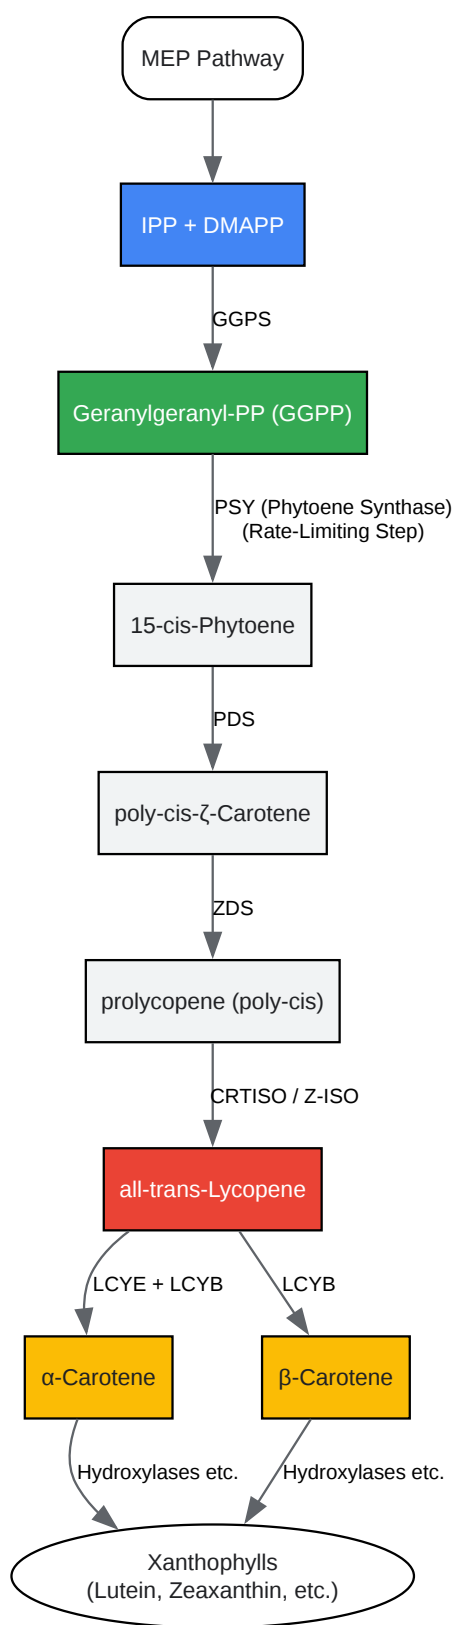 MEP Pathway
IPP + DMAPP
GGPS
Geranylgeranyl-PP (GGPP)
PSY (Phytoene Synthase)
(Rate-Limiting Step)
15-cis-Phytoene
PDS
poly-cis-ζ-Carotene
ZDS
prolycopene (poly-cis)
CRTISO / Z-ISO
all-trans-Lycopene
LCYE + LCYB
LCYB
α-Carotene
β-Carotene
Hydroxylases etc.
Hydroxylases etc.
Xanthophylls
(Lutein, Zeaxanthin, etc.)